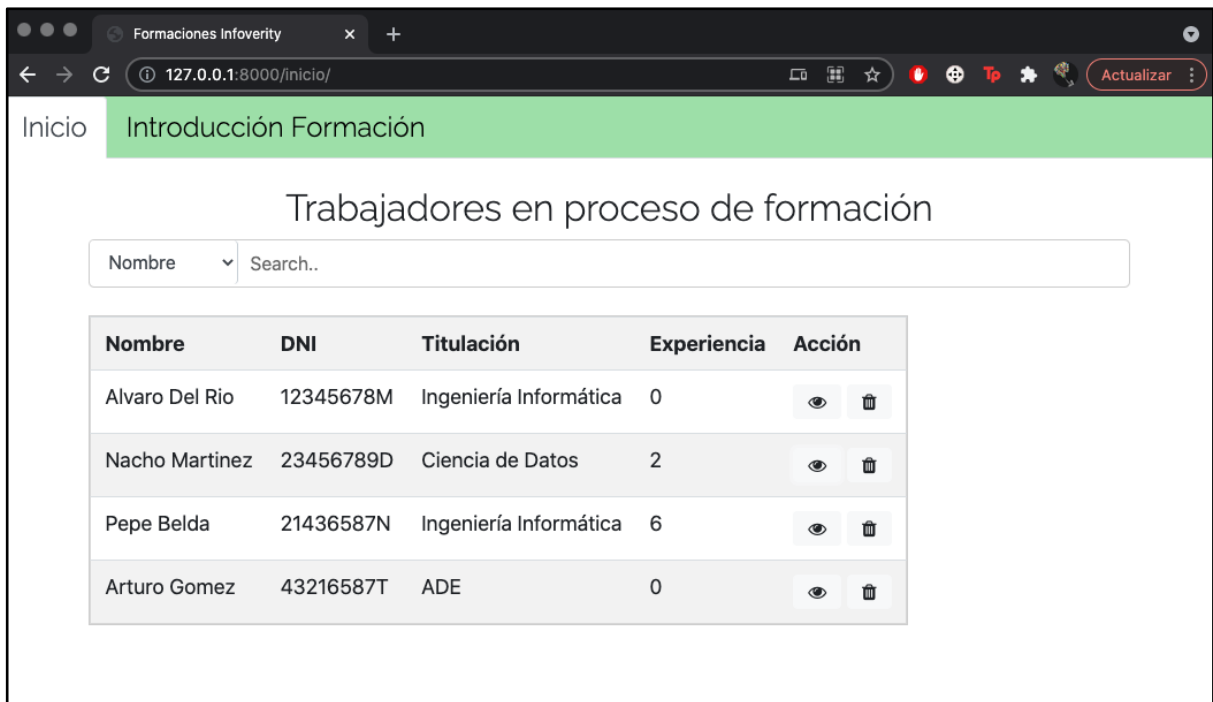 Formaciones Infoverity
127.0.0.1:8000/inicio/ Tp Actualizar
Inicio Introducción Formación
Trabajadores en proceso de formación
Nombre Search..
Nombre DNI Titulación Experiencia Acción
Alvaro Del Rio 12345678M Ingeniería Informática 0
Nacho Martinez 23456789D Ciencia de Datos 2
Pepe Belda 21436587N Ingeniería Informática 6
Arturo Gomez 43216587T ADE 0